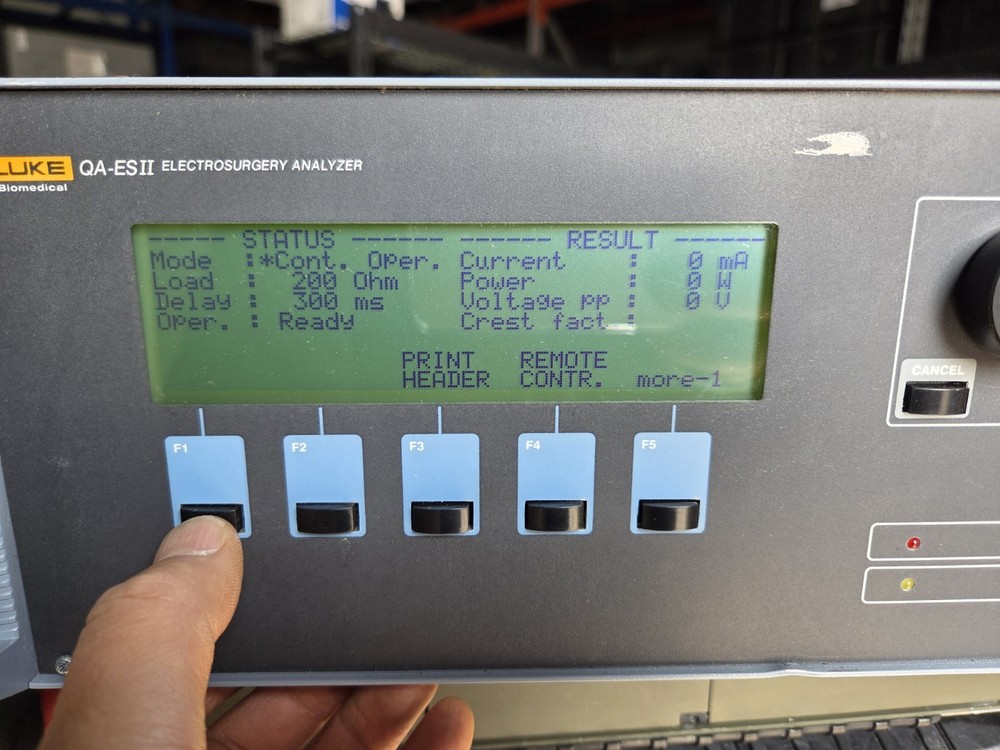 LUKE QA-ES II ELECTROSURGERY ANALYZER
Biomedical
----- STATUS ------ ------ RESULT ------
Mode :*Cont. Oper. Current : 0 mA
Load : 200 Ohm Power : 0 W
Delay : 300 ms Voltage pp : 0 V
Oper. : Ready Crest fact. :
PRINT REMOTE
HEADER CONTR. more-1
CANCEL
F1 F2 F3 F4 F5